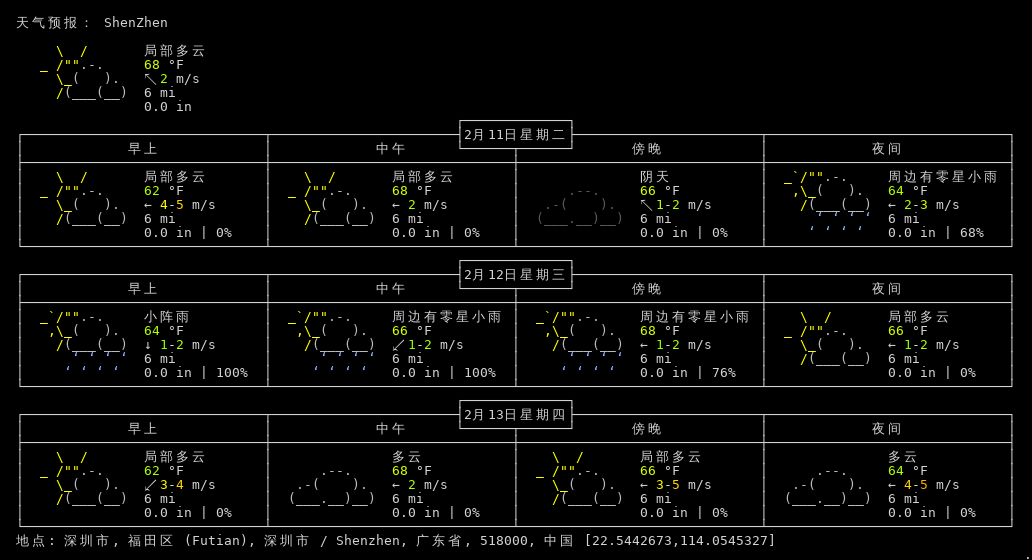 天气预报： ShenZhen
局部多云
68 °F
↖ 2 m/s
6 mi
0.0 in
2月11日星期二
早上 中午 傍晚 夜间
局部多云 局部多云 阴天 周边有零星小雨
62 °F 68 °F 66 °F 64 °F
← 4-5 m/s ← 2 m/s ↖ 1-2 m/s ← 2-3 m/s
6 mi 6 mi 6 mi 6 mi
0.0 in | 0% 0.0 in | 0% 0.0 in | 0% 0.0 in | 68%
2月12日星期三
早上 中午 傍晚 夜间
小阵雨 周边有零星小雨 周边有零星小雨 局部多云
64 °F 66 °F 68 °F 66 °F
↓ 1-2 m/s ↙ 1-2 m/s ← 1-2 m/s ← 1-2 m/s
6 mi 6 mi 6 mi 6 mi
0.0 in | 100% 0.0 in | 100% 0.0 in | 76% 0.0 in | 0%
2月13日星期四
早上 中午 傍晚 夜间
局部多云 多云 局部多云 多云
62 °F 68 °F 66 °F 64 °F
↙ 3-4 m/s ← 2 m/s ← 3-5 m/s ← 4-5 m/s
6 mi 6 mi 6 mi 6 mi
0.0 in | 0% 0.0 in | 0% 0.0 in | 0% 0.0 in | 0%
地点: 深圳市, 福田区 (Futian), 深圳市 / Shenzhen, 广东省, 518000, 中国 [22.5442673,114.0545327]